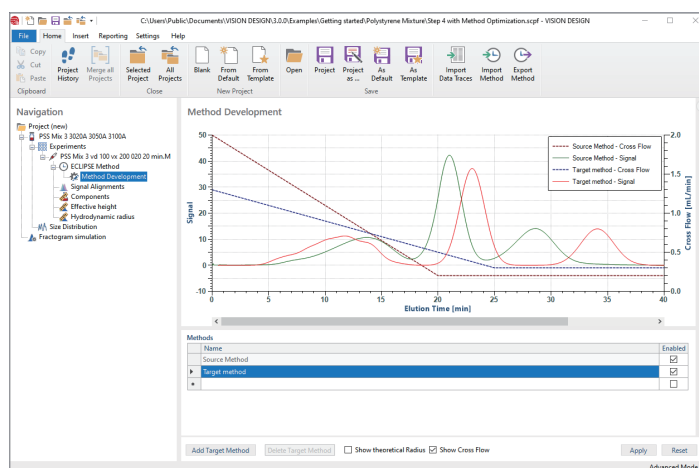 C:\Users\Public\Documents\VISION DESIGN\3.0.0\Examples\Getting started\Polystyrene Mixture\Step 4 with Method Optimization.scpf - VISION DESIGN
File Home Insert Reporting Settings Help
Copy
Cut
Paste
Project History
Merge all Projects
Selected Project
All Projects
Blank
From Default
From Template
Open
Project
Project as ...
As Default
As Template
Import Data Traces
Import Method
Export Method
Clipboard Close New Project Save
Navigation
Project (new)
PSS Mix 3 3020A 3050A 3100A
Experiments
PSS Mix 3 vd 100 vx 200 020 20 min.M
ECLIPSE Method
Method Development
Signal Alignments
Components
Effective height
Hydrodynamic radius
Size Distribution
Fractogram simulation
Method Development
50
40
30
20
10
0
-10
Signal
0 5 10 15 20 25 30 35 40
Elution Time [min]
2.0
1.5
1.0
0.5
0.0
Cross Flow [mL/min]
Source Method - Cross Flow
Source Method - Signal
Target method - Cross Flow
Target method - Signal
Methods
Name Enabled
Source Method
Target method
Add Target Method Delete Target Method Show theoretical Radius Show Cross Flow Apply Reset
Advanced Mode